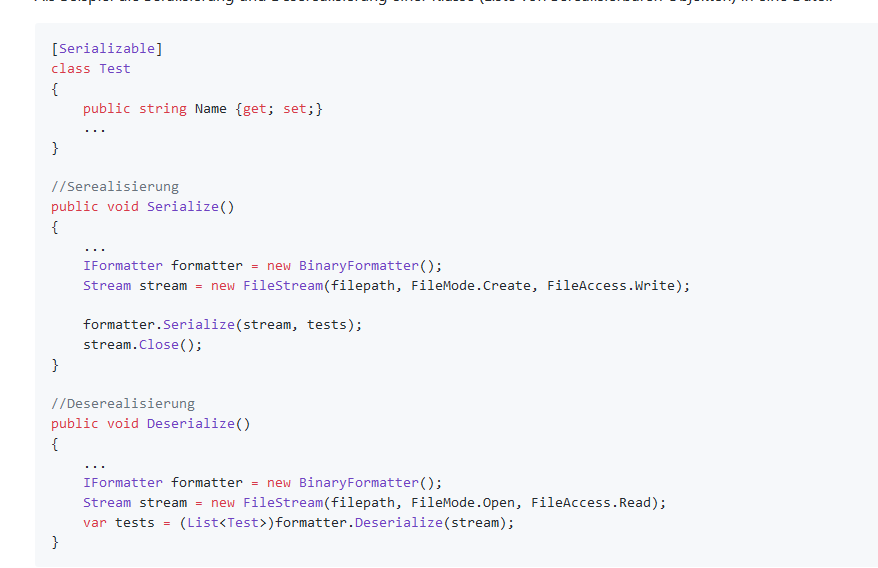 [Serializable]
class Test
{
    public string Name {get; set;}
    ...
}
//Serealisierung
public void Serialize()
{
    ...
    IFormatter formatter = new BinaryFormatter();
    Stream stream = new FileStream(filepath, FileMode.Create, FileAccess.Write);
    formatter.Serialize(stream, tests);
    stream.Close();
}
//Deserealisierung
public void Deserialize()
{
    ...
    IFormatter formatter = new BinaryFormatter();
    Stream stream = new FileStream(filepath, FileMode.Open, FileAccess.Read);
    var tests = (List<Test>)formatter.Deserialize(stream);
}